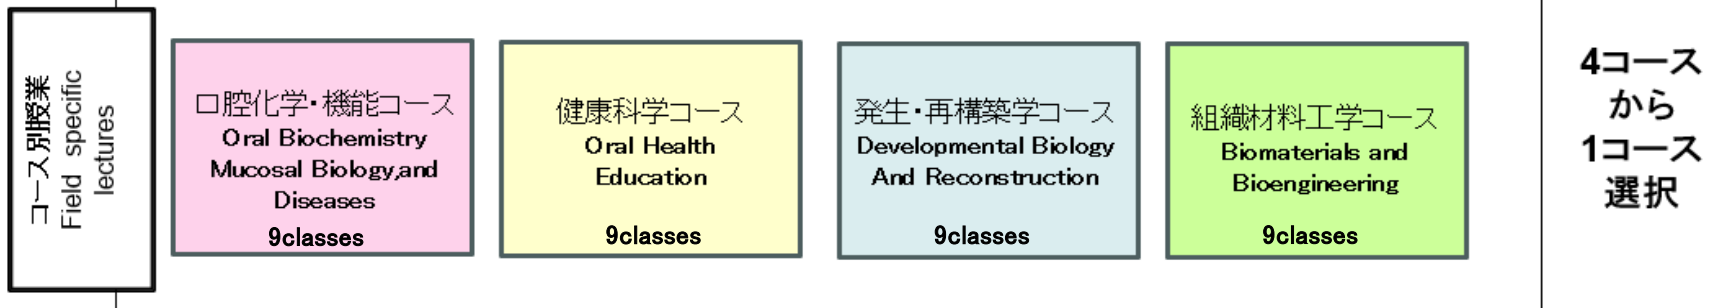 コース別授業
Field specific
lectures
口腔化学・機能コース
Oral Biochemistry
Mucosal Biology,and
Diseases
9classes
健康科学コース
Oral Health
Education
9classes
発生・再構築学コース
Developmental Biology
And Reconstruction
9classes
組織材料工学コース
Biomaterials and
Bioengineering
9classes
4コース
から
1コース
選択